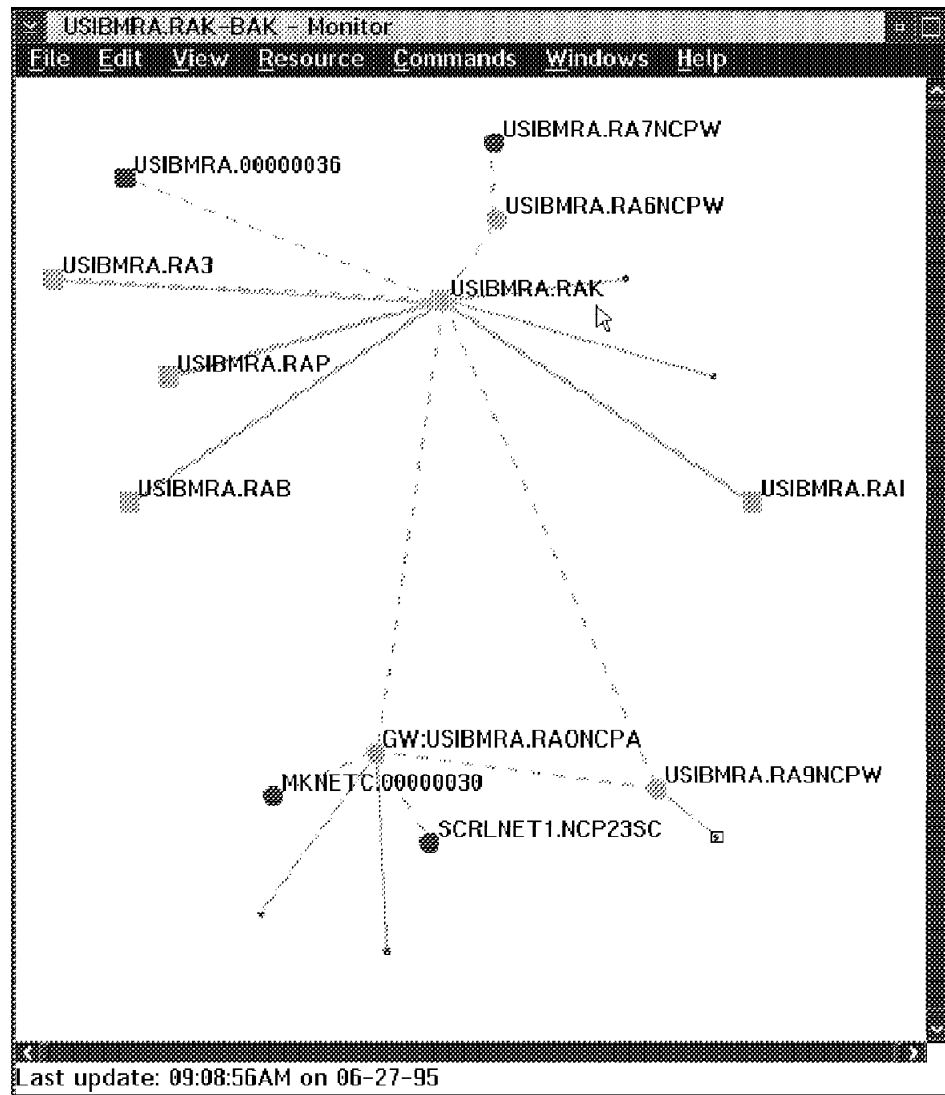 USIBMRA.RAK-BAK - Monitor
File Edit View Resource Commands Windows Help
USIBMRA.RA7NCPW
USIBMRA.00000036
USIBMRA.RA6NCPW
USIBMRA.RA3
USIBMRA.RAK
USIBMRA.RAP
USIBMRA.RAB
USIBMRA.RAI
GW:USIBMRA.RA0NCPA
USIBMRA.RA9NCPW
MKNETC.00000030
SCRLNET1.NCP23SC
Last update: 09:08:56AM on 06-27-95